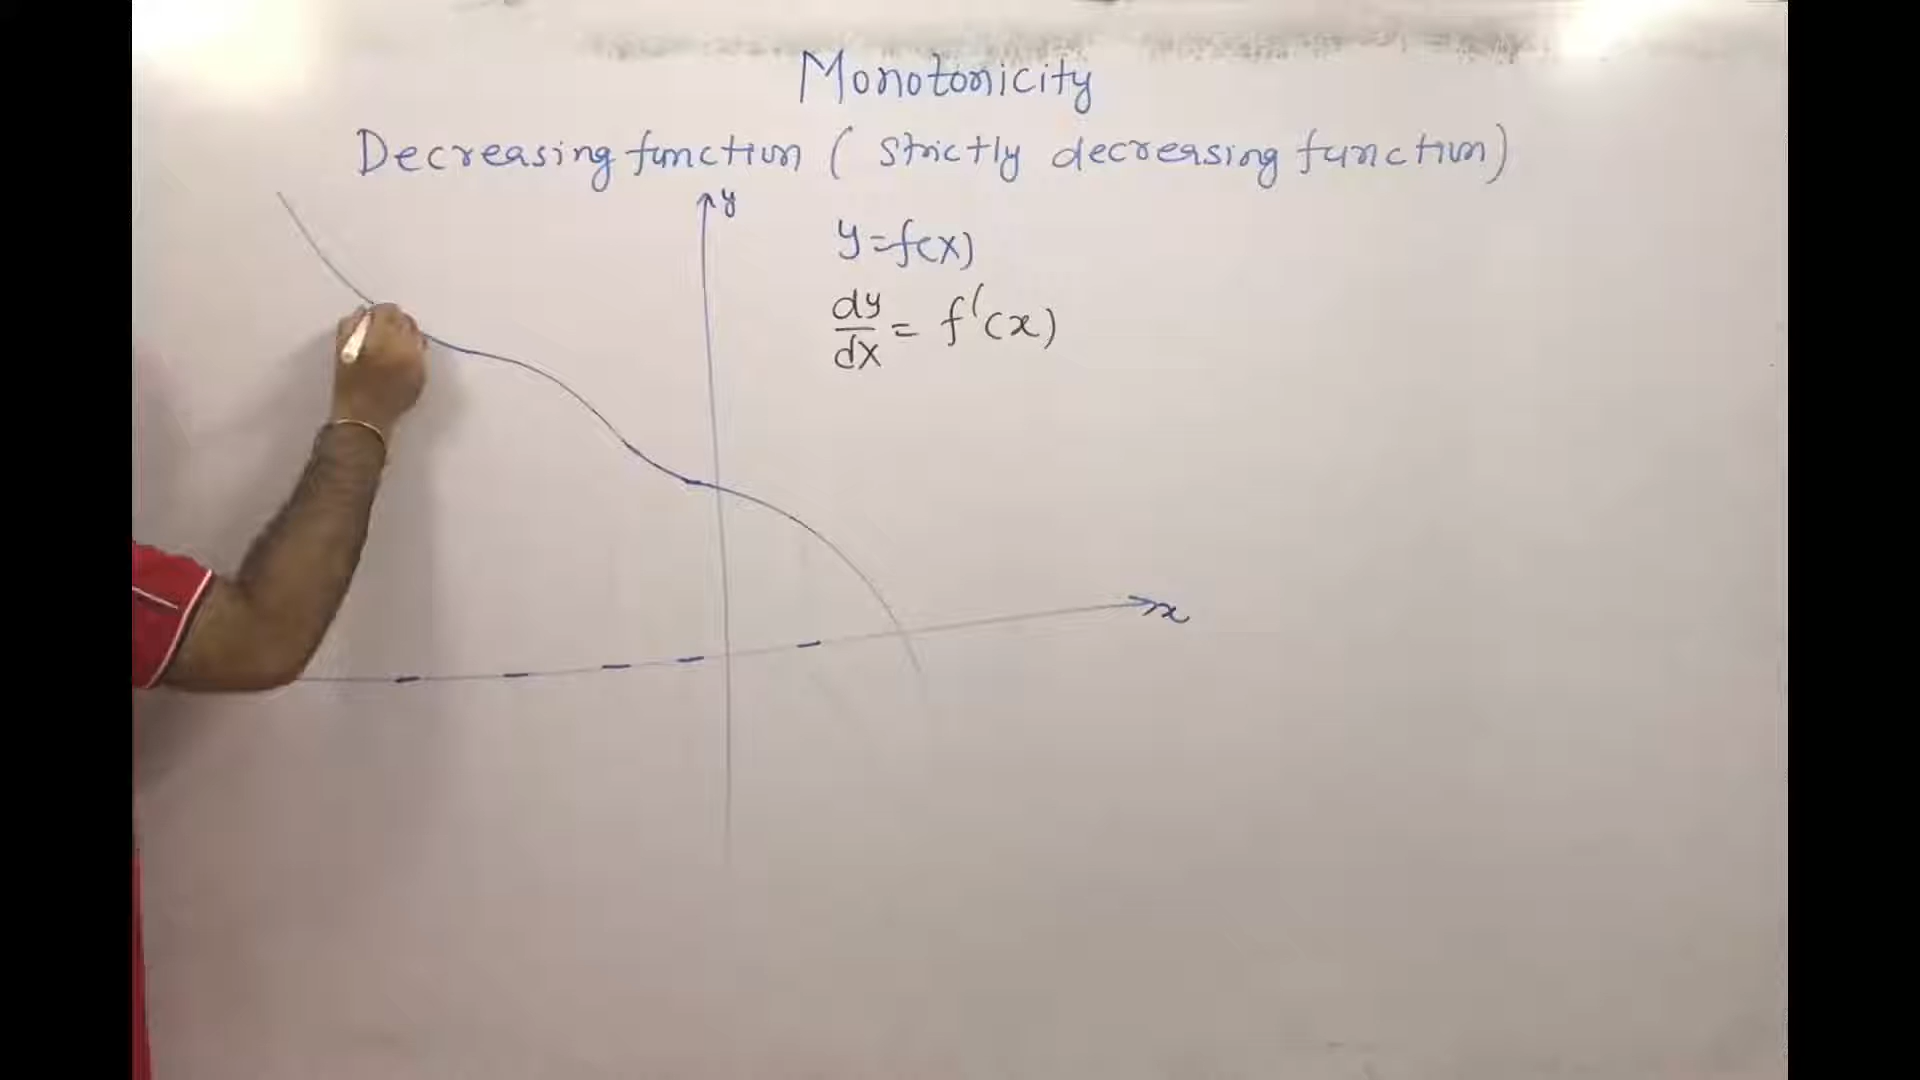 Monotonicity
Decreasing function ( strictly decreasing function)
y
y=f(x)
dy/dx = f'(x)
x